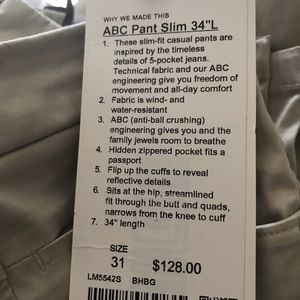 WHY WE MADE THIS
ABC Pant Slim 34"L
1. These slim-fit casual pants are
inspired by the timeless
details of 5-pocket jeans.
Technical fabric and our ABC
engineering give you freedom of
movement and all-day comfort
2. Fabric is wind- and
water-resistant
3. ABC (anti-ball crushing)
engineering gives you and the
family jewels room to breathe
4. Hidden zippered pocket fits a
passport
5. Flip up the cuffs to reveal
reflective details
6. Sits at the hip, streamlined
fit through the butt and quads,
narrows from the knee to cuff
7. 34" length
SIZE
31 $128.00
LM5542S BHBG